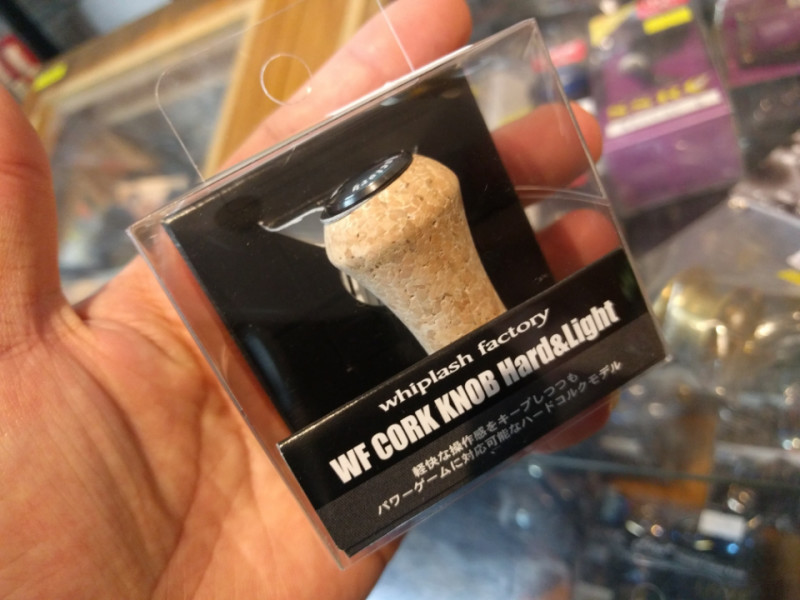 whiplash factory
WF CORK KNOB Hard&Light
軽快な操作感をキープしつつも
パワーゲームに対応可能なハードコルクモデル